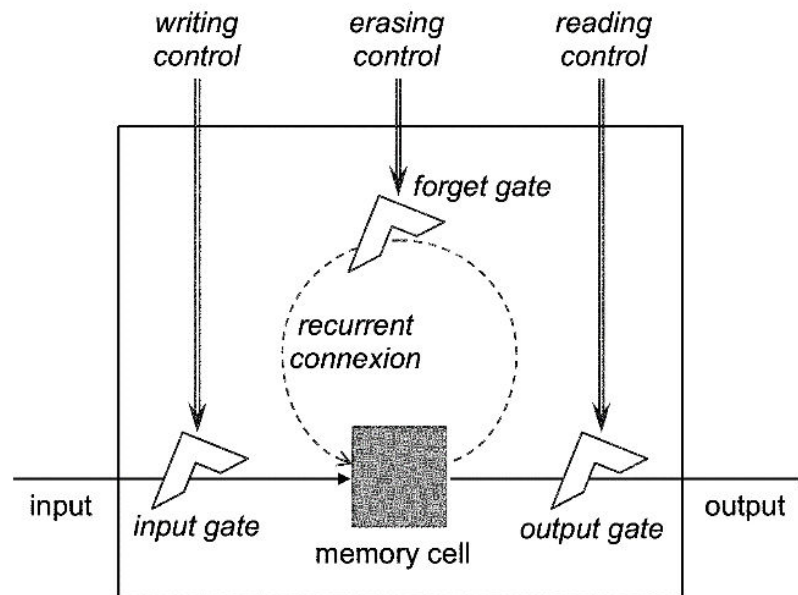 writing
control
erasing
control
reading
control
forget gate
recurrent
connexion
input
input gate
memory cell
output gate
output